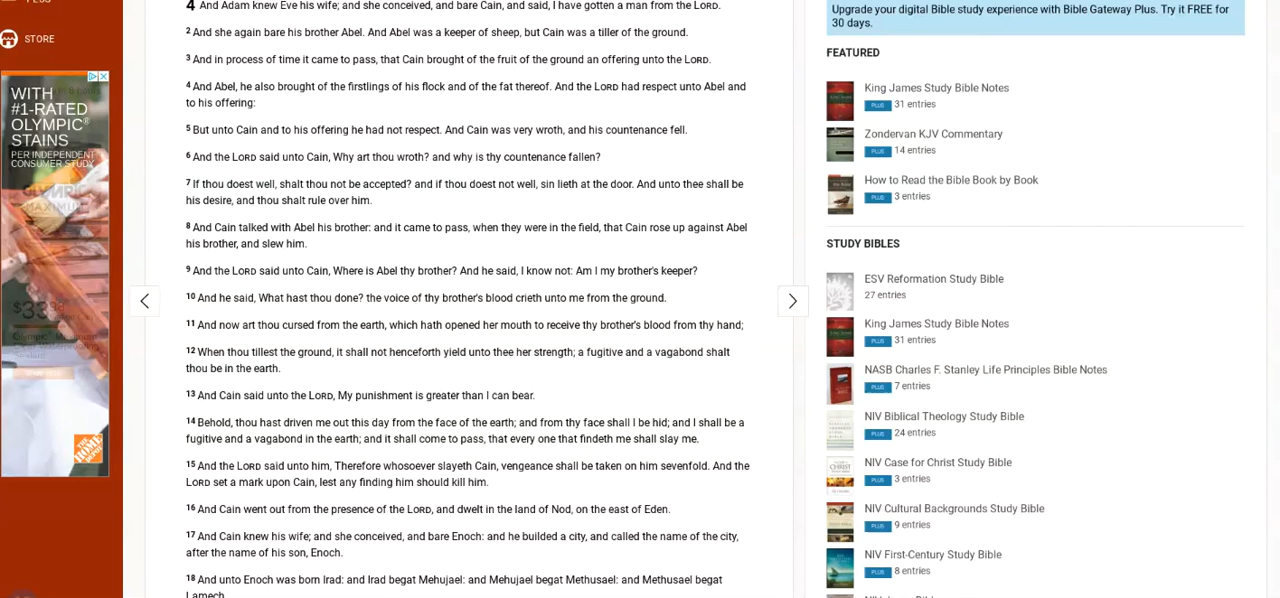 PLUS
STORE
WITH
#1-RATED
OLYMPIC®
STAINS
PER INDEPENDENT
CONSUMER STUDY
OLYMPIC
MAXIMUM
THE HOME DEPOT
4 And Adam knew Eve his wife; and she conceived, and bare Cain, and said, I have gotten a man from the LORD.
2 And she again bare his brother Abel. And Abel was a keeper of sheep, but Cain was a tiller of the ground.
3 And in process of time it came to pass, that Cain brought of the fruit of the ground an offering unto the LORD.
4 And Abel, he also brought of the firstlings of his flock and of the fat thereof. And the LORD had respect unto Abel and
to his offering:
5 But unto Cain and to his offering he had not respect. And Cain was very wroth, and his countenance fell.
6 And the LORD said unto Cain, Why art thou wroth? and why is thy countenance fallen?
7 If thou doest well, shalt thou not be accepted? and if thou doest not well, sin lieth at the door. And unto thee shall be
his desire, and thou shalt rule over him.
8 And Cain talked with Abel his brother: and it came to pass, when they were in the field, that Cain rose up against Abel
his brother, and slew him.
9 And the LORD said unto Cain, Where is Abel thy brother? And he said, I know not: Am I my brother's keeper?
10 And he said, What hast thou done? the voice of thy brother's blood crieth unto me from the ground.
11 And now art thou cursed from the earth, which hath opened her mouth to receive thy brother's blood from thy hand;
12 When thou tillest the ground, it shall not henceforth yield unto thee her strength; a fugitive and a vagabond shalt
thou be in the earth.
13 And Cain said unto the LORD, My punishment is greater than I can bear.
14 Behold, thou hast driven me out this day from the face of the earth; and from thy face shall I be hid; and I shall be a
fugitive and a vagabond in the earth; and it shall come to pass, that every one that findeth me shall slay me.
15 And the LORD said unto him, Therefore whosoever slayeth Cain, vengeance shall be taken on him sevenfold. And the
LORD set a mark upon Cain, lest any finding him should kill him.
16 And Cain went out from the presence of the LORD, and dwelt in the land of Nod, on the east of Eden.
17 And Cain knew his wife; and she conceived, and bare Enoch: and he builded a city, and called the name of the city,
after the name of his son, Enoch.
18 And unto Enoch was born Irad: and Irad begat Mehujael: and Mehujael begat Methusael: and Methusael begat
Lamech.
Upgrade your digital Bible study experience with Bible Gateway Plus. Try it FREE for
30 days.
FEATURED
King James Study Bible Notes
PLUS 31 entries
Zondervan KJV Commentary
PLUS 14 entries
How to Read the Bible Book by Book
PLUS 3 entries
STUDY BIBLES
ESV Reformation Study Bible
27 entries
King James Study Bible Notes
PLUS 31 entries
NASB Charles F. Stanley Life Principles Bible Notes
PLUS 7 entries
NIV Biblical Theology Study Bible
PLUS 24 entries
NIV Case for Christ Study Bible
PLUS 3 entries
NIV Cultural Backgrounds Study Bible
PLUS 9 entries
NIV First-Century Study Bible
PLUS 8 entries